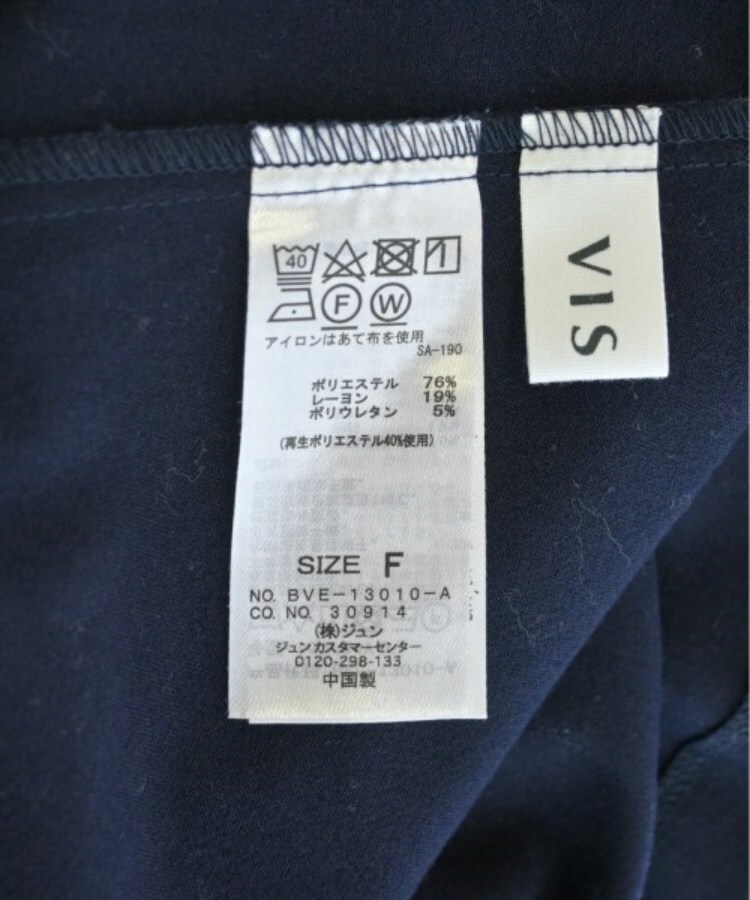 40
F W
アイロンはあて布を使用
SA-190
ポリエステル 76%
レーヨン 19%
ポリウレタン 5%
(再生ポリエステル40%使用)
SIZE F
NO. BVE-13010-A
CO. NO. 30914
(株)ジュン
ジュンカスタマーセンター
0120-298-133
中国製
VIS